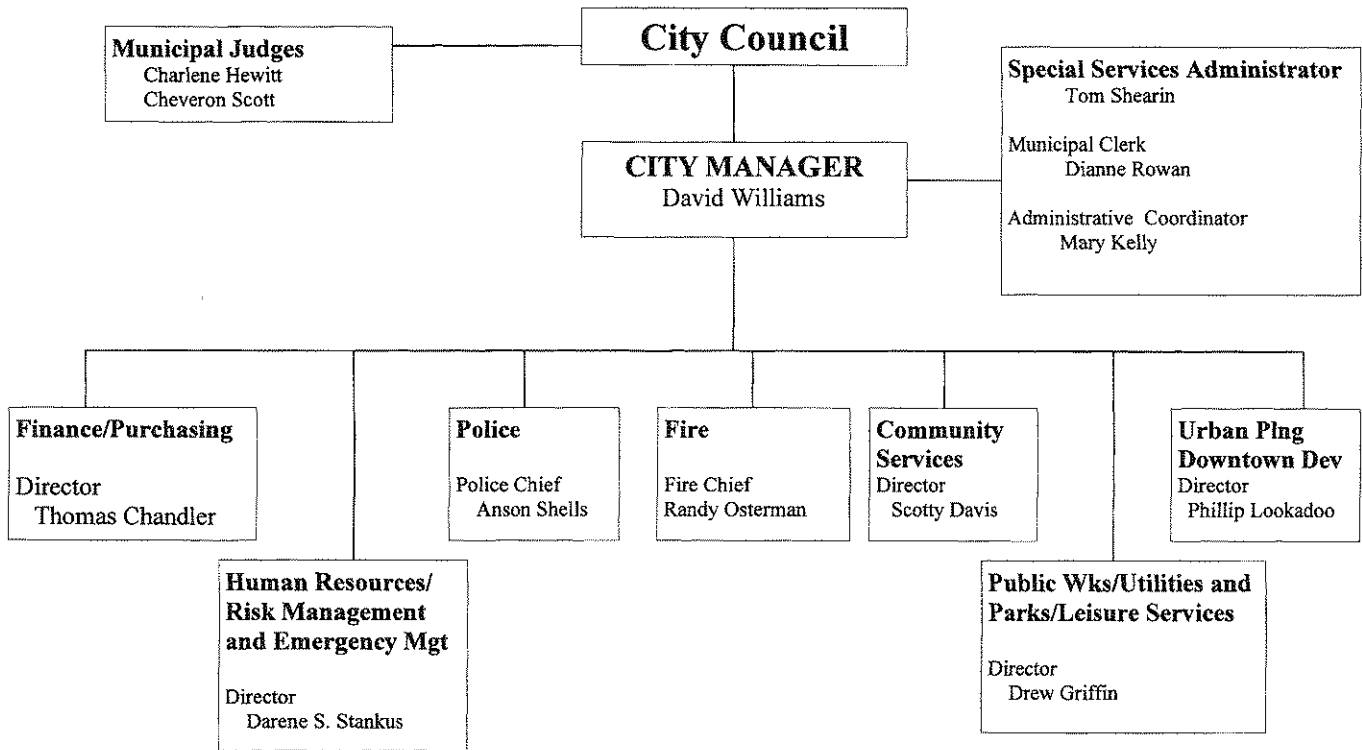 City Council
Municipal Judges
Charlene Hewitt
Cheveron Scott
Special Services Administrator
Tom Shearin
Municipal Clerk
Dianne Rowan
Administrative Coordinator
Mary Kelly
CITY MANAGER
David Williams
Finance/Purchasing
Director
Thomas Chandler
Human Resources/
Risk Management
and Emergency Mgt
Director
Darene S. Stankus
Police
Police Chief
Anson Shells
Fire
Fire Chief
Randy Osterman
Community
Services
Director
Scotty Davis
Public Wks/Utilities and
Parks/Leisure Services
Director
Drew Griffin
Urban Plng
Downtown Dev
Director
Phillip Lookadoo